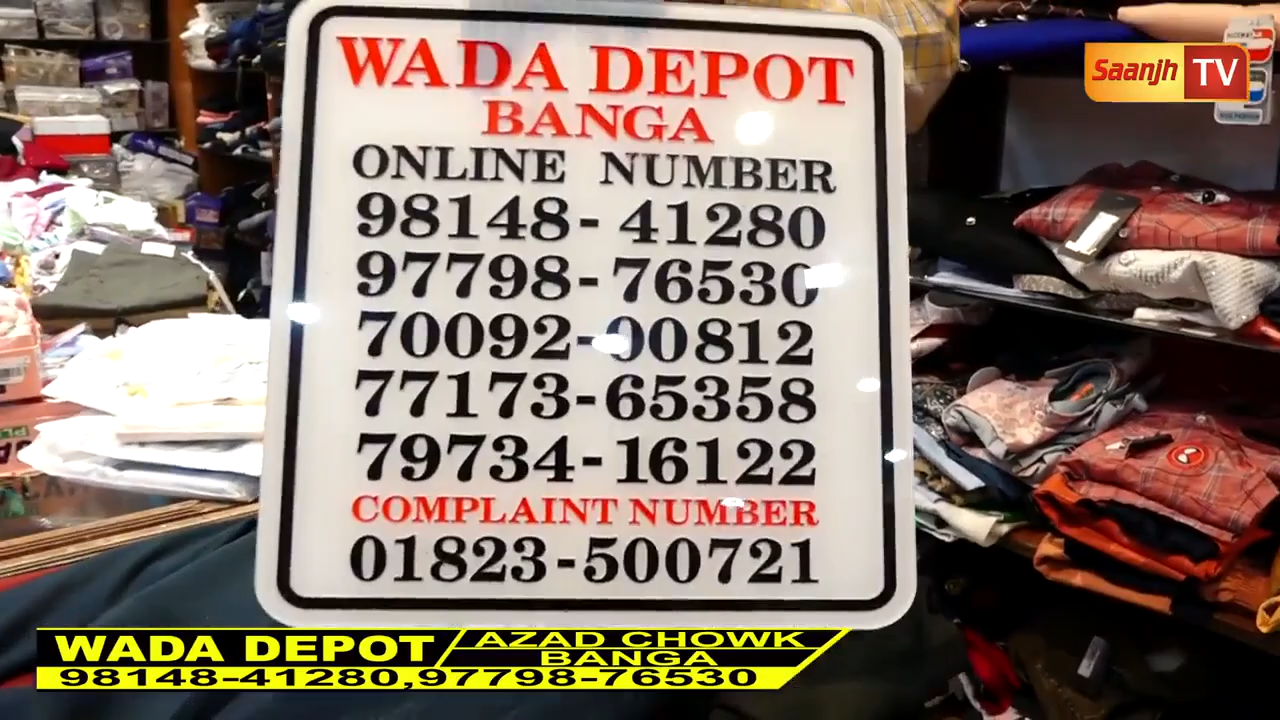 WADA DEPOT
BANGA
ONLINE NUMBER
98148-41280
97798-76530
70092-00812
77173-65358
79734-16122
COMPLAINT NUMBER
01823-500721
Saanjh TV
WADA DEPOT
AZAD CHOWK
BANGA
98148-41280,97798-76530